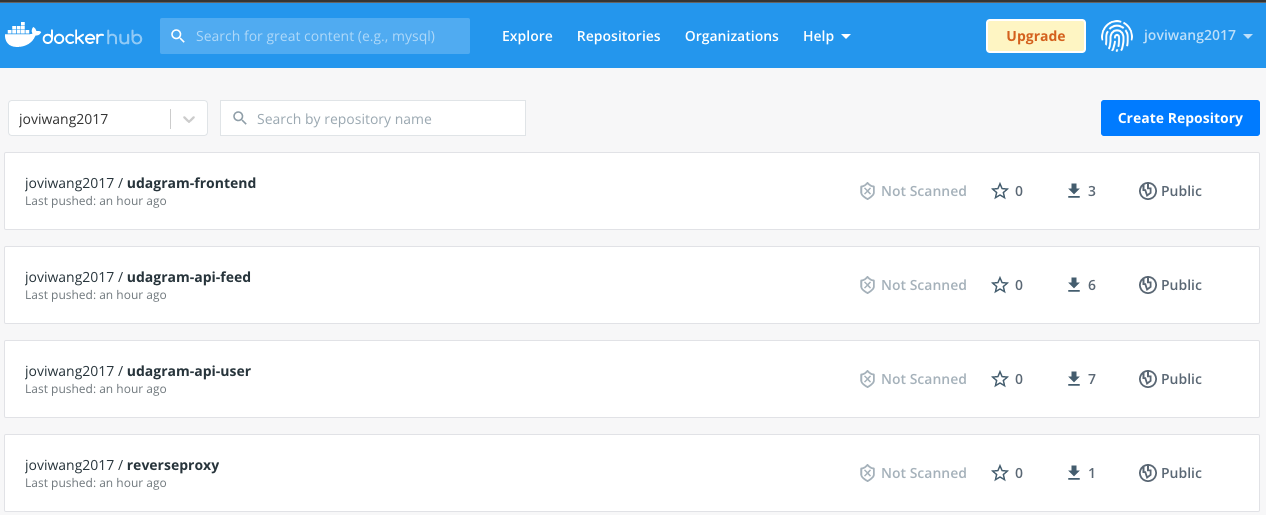 docker hub Search for great content (e.g., mysql) Explore Repositories Organizations Help Upgrade joviwang2017
joviwang2017 Search by repository name Create Repository
joviwang2017 / udagram-frontend
Last pushed: an hour ago
Not Scanned 0 3 Public
joviwang2017 / udagram-api-feed
Last pushed: an hour ago
Not Scanned 0 6 Public
joviwang2017 / udagram-api-user
Last pushed: an hour ago
Not Scanned 0 7 Public
joviwang2017 / reverseproxy
Last pushed: an hour ago
Not Scanned 0 1 Public